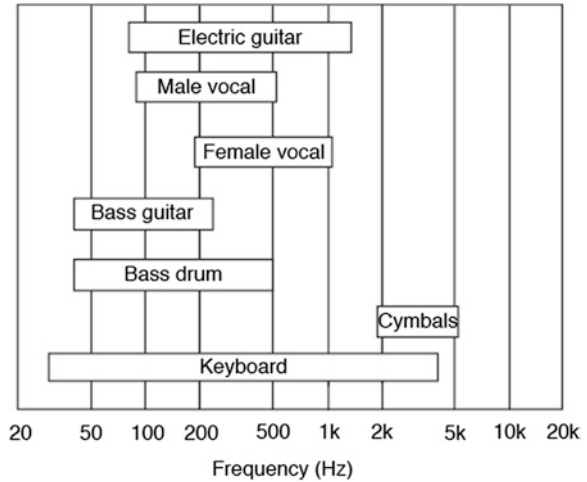 Electric guitar
Male vocal
Female vocal
Bass guitar
Bass drum
Cymbals
Keyboard
20 50 100 200 500 1k 2k 5k 10k 20k
Frequency (Hz)